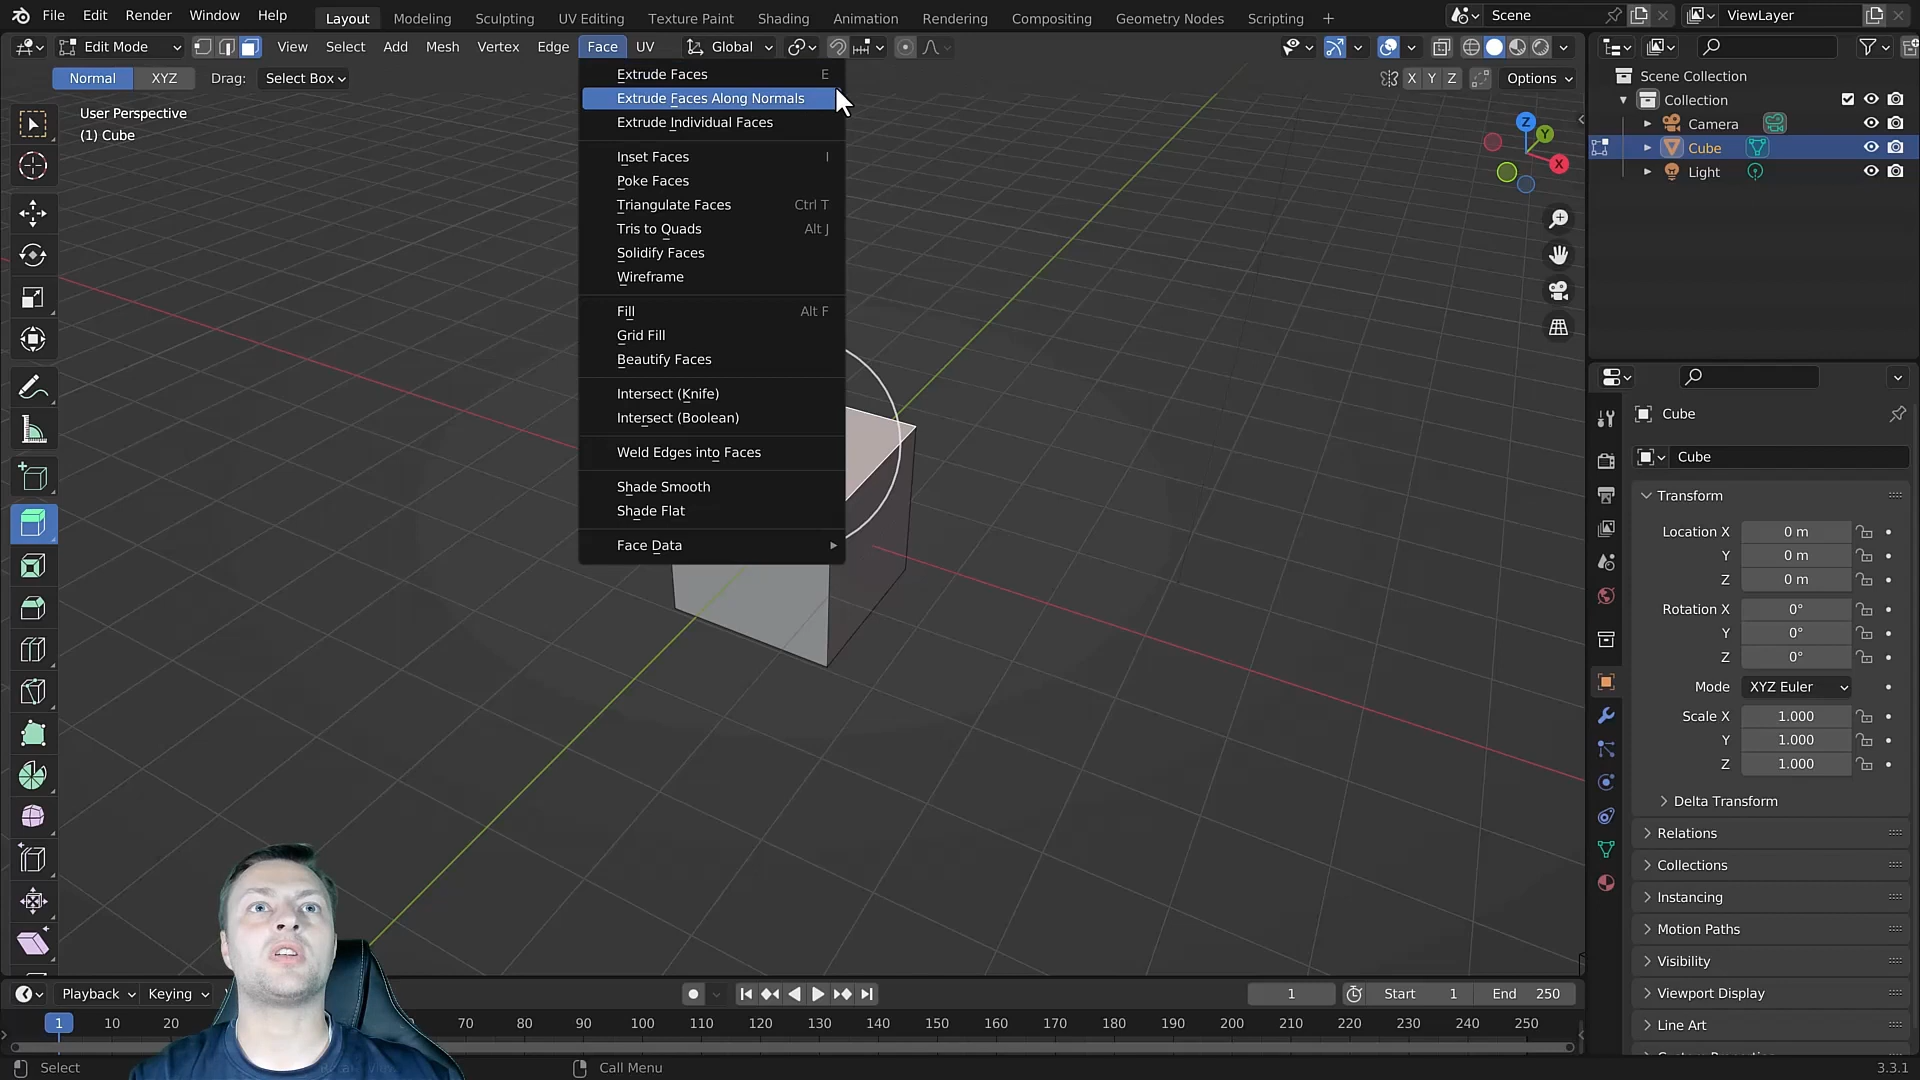 File Edit Render Window Help Layout Modeling Sculpting UV Editing Texture Paint Shading Animation Rendering Compositing Geometry Nodes Scripting + Scene ViewLayer
Edit Mode View Select Add Mesh Vertex Edge Face UV Global
Normal XYZ Drag: Select Box X Y Z Options
User Perspective
(1) Cube
Extrude Faces E
Extrude Faces Along Normals
Extrude Individual Faces
Inset Faces I
Poke Faces
Triangulate Faces Ctrl T
Tris to Quads Alt J
Solidify Faces
Wireframe
Fill Alt F
Grid Fill
Beautify Faces
Intersect (Knife)
Intersect (Boolean)
Weld Edges into Faces
Shade Smooth
Shade Flat
Face Data
Z
Y
X
Scene Collection
Collection
Camera
Cube
Light
Cube
Cube
Transform
Location X 0 m
Y 0 m
Z 0 m
Rotation X 0°
Y 0°
Z 0°
Mode XYZ Euler
Scale X 1.000
Y 1.000
Z 1.000
Delta Transform
Relations
Collections
Instancing
Motion Paths
Visibility
Viewport Display
Line Art
Playback Keying 1 Start 1 End 250
1 10 20 70 80 90 100 110 120 130 140 150 160 170 180 190 200 210 220 230 240 250
Select Call Menu 3.3.1